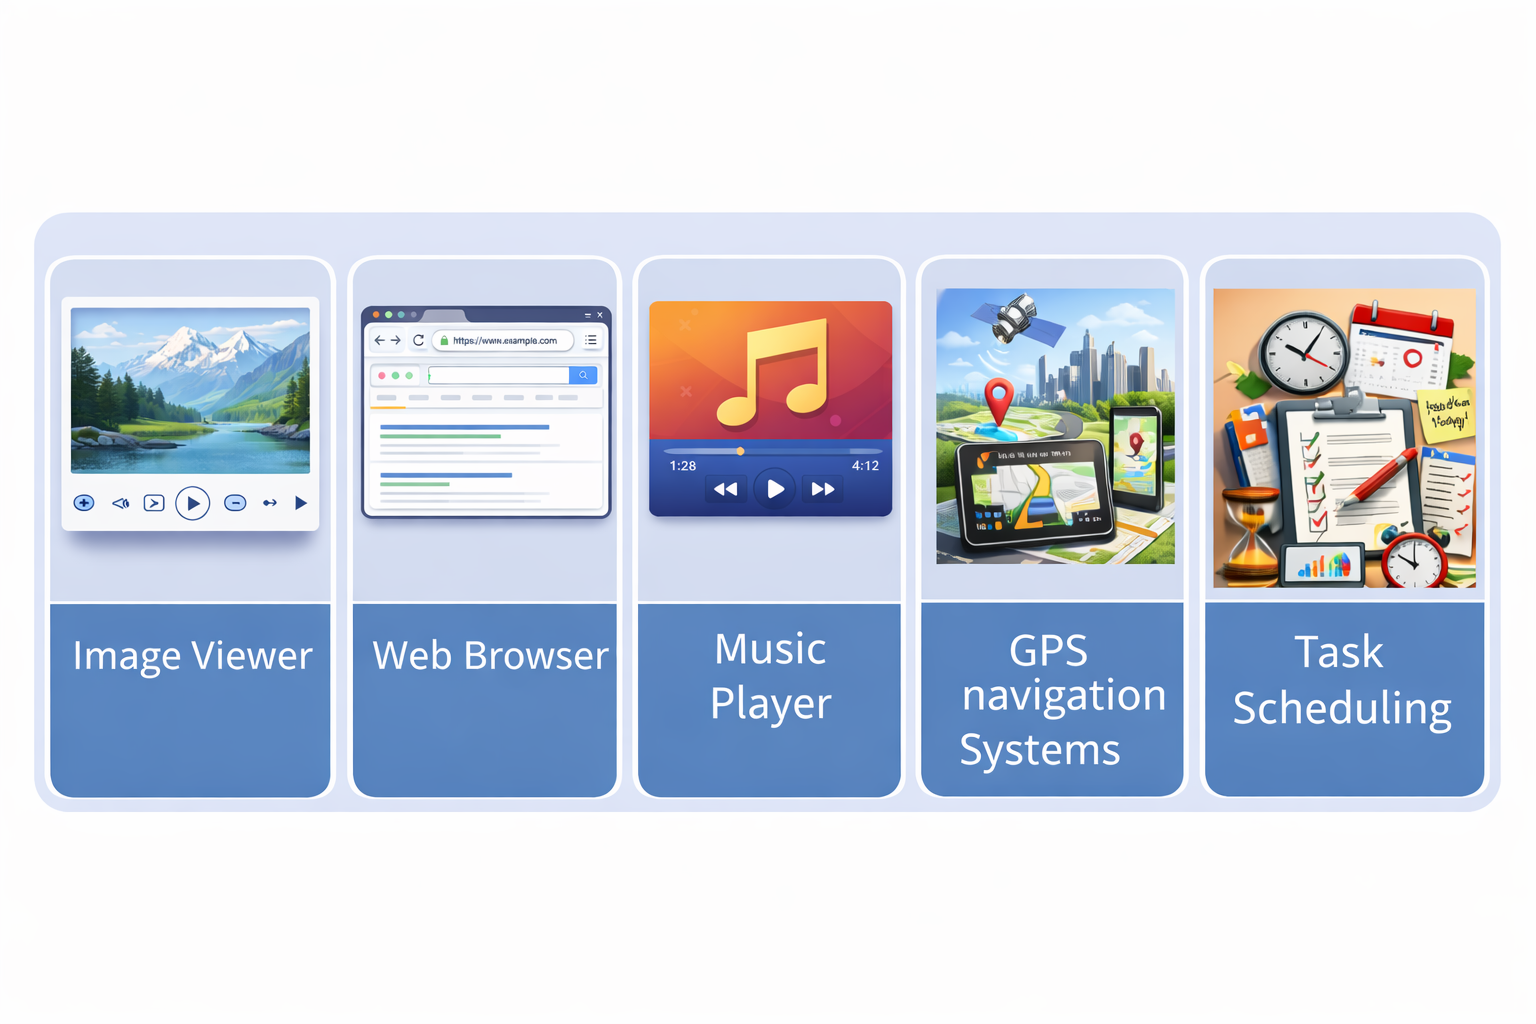 Image Viewer
https://www.example.com
Web Browser
1:28
4:12
Music
Player
GPS
navigation
Systems
Task
Scheduling